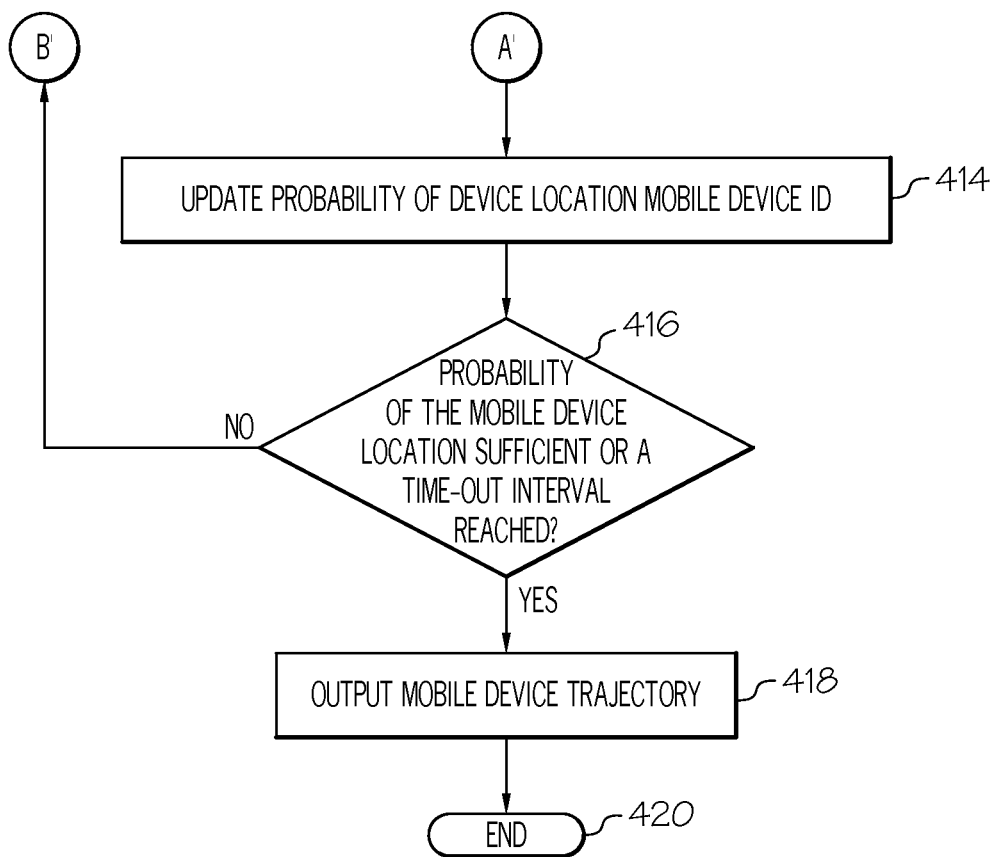 B'
A'
UPDATE PROBABILITY OF DEVICE LOCATION MOBILE DEVICE ID
414
416
PROBABILITY
OF THE MOBILE DEVICE
LOCATION SUFFICIENT OR A
TIME-OUT INTERVAL
REACHED?
NO
YES
OUTPUT MOBILE DEVICE TRAJECTORY
418
END
420